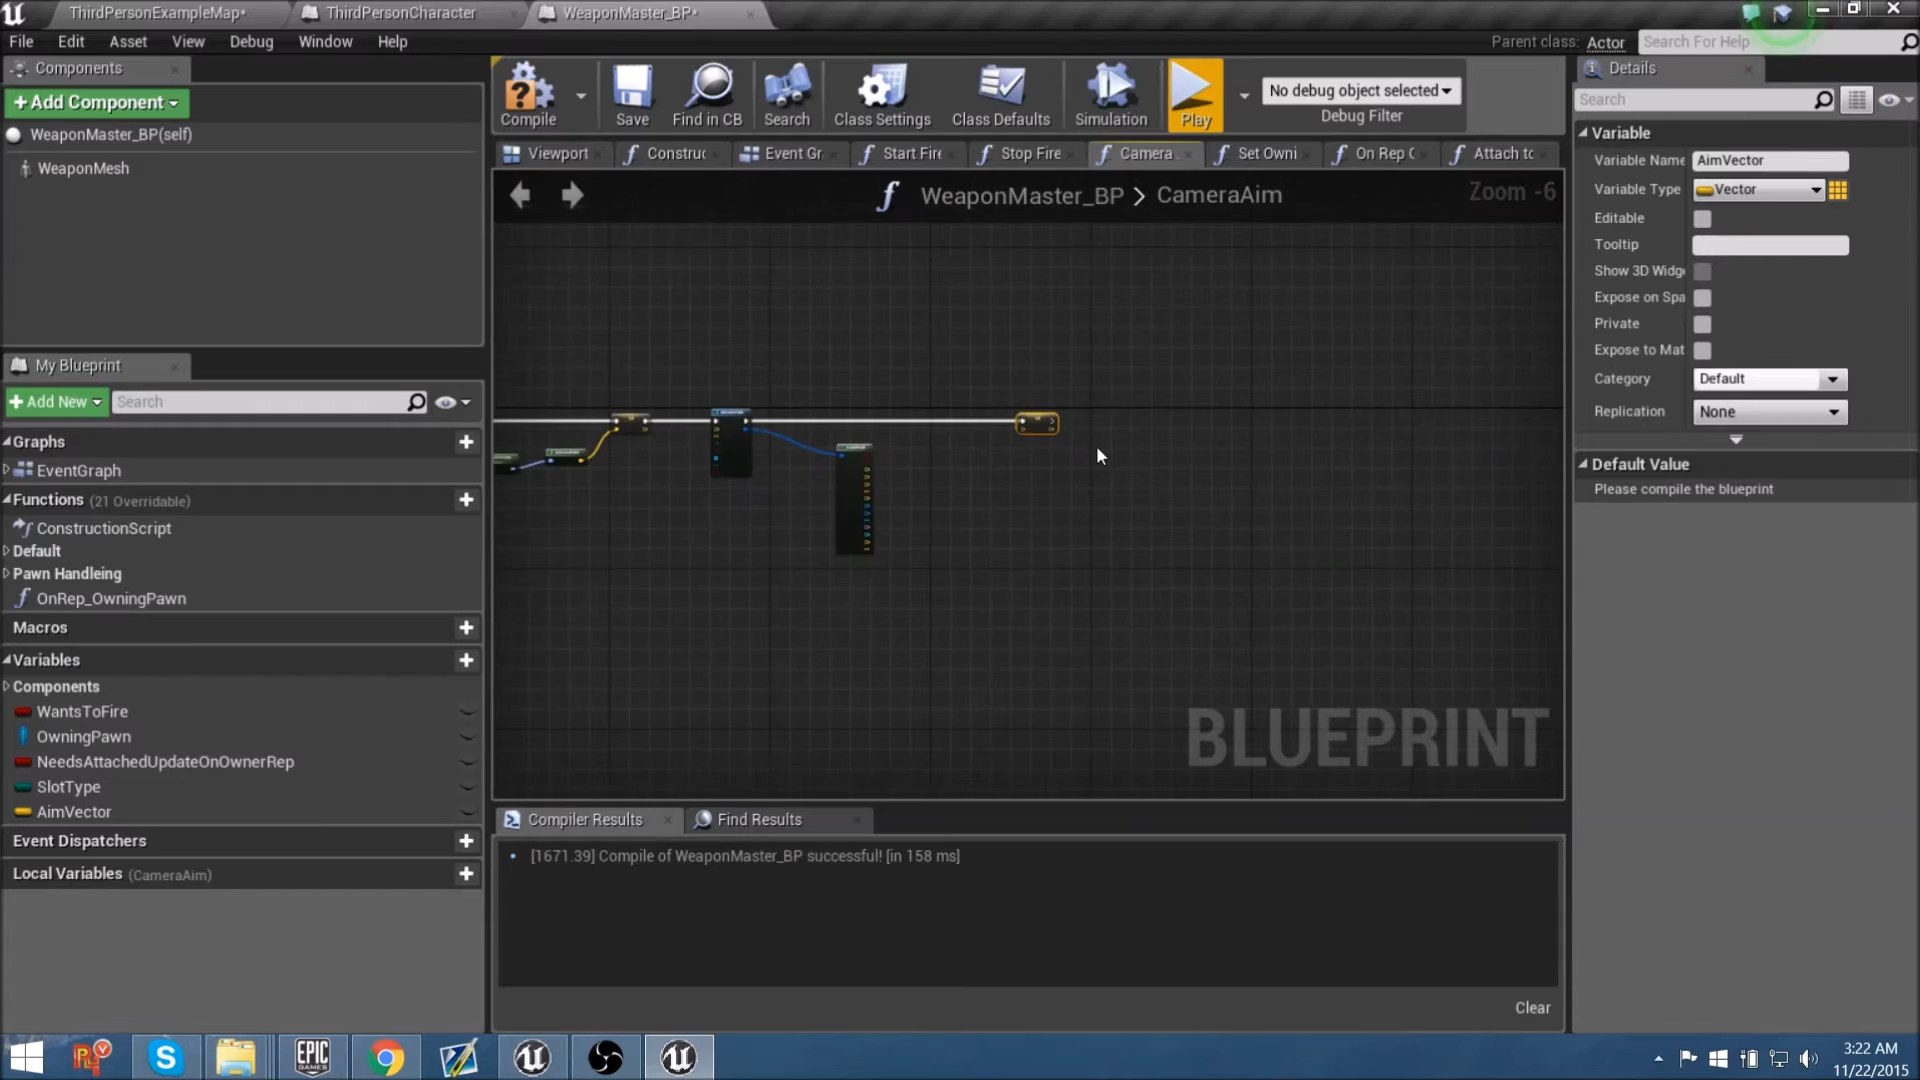 ThirdPersonExampleMap*
ThirdPersonCharacter
WeaponMaster_BP*
File Edit Asset View Debug Window Help
Parent class: Actor
Search For Help
Components
+Add Component
WeaponMaster_BP(self)
WeaponMesh
My Blueprint
+Add New
Search
Graphs
EventGraph
Functions (21 Overridable)
ConstructionScript
Default
Pawn Handleing
OnRep_OwningPawn
Macros
Variables
Components
WantsToFire
OwningPawn
NeedsAttachedUpdateOnOwnerRep
SlotType
AimVector
Event Dispatchers
Local Variables (CameraAim)
Compile
Save
Find in CB
Search
Class Settings
Class Defaults
Simulation
Play
No debug object selected
Debug Filter
Viewport
Construc
Event Gr
Start Fire
Stop Fire
Camera
Set Owni
On Rep O
Attach to
WeaponMaster_BP > CameraAim
Zoom -6
BLUEPRINT
Compiler Results
Find Results
[1671.39] Compile of WeaponMaster_BP successful! [in 158 ms]
Clear
Details
Search
Variable
Variable Name AimVector
Variable Type Vector
Editable
Tooltip
Show 3D Widg
Expose on Spa
Private
Expose to Mat
Category Default
Replication None
Default Value
Please compile the blueprint
EPIC
GAMES
3:22 AM
11/22/2015